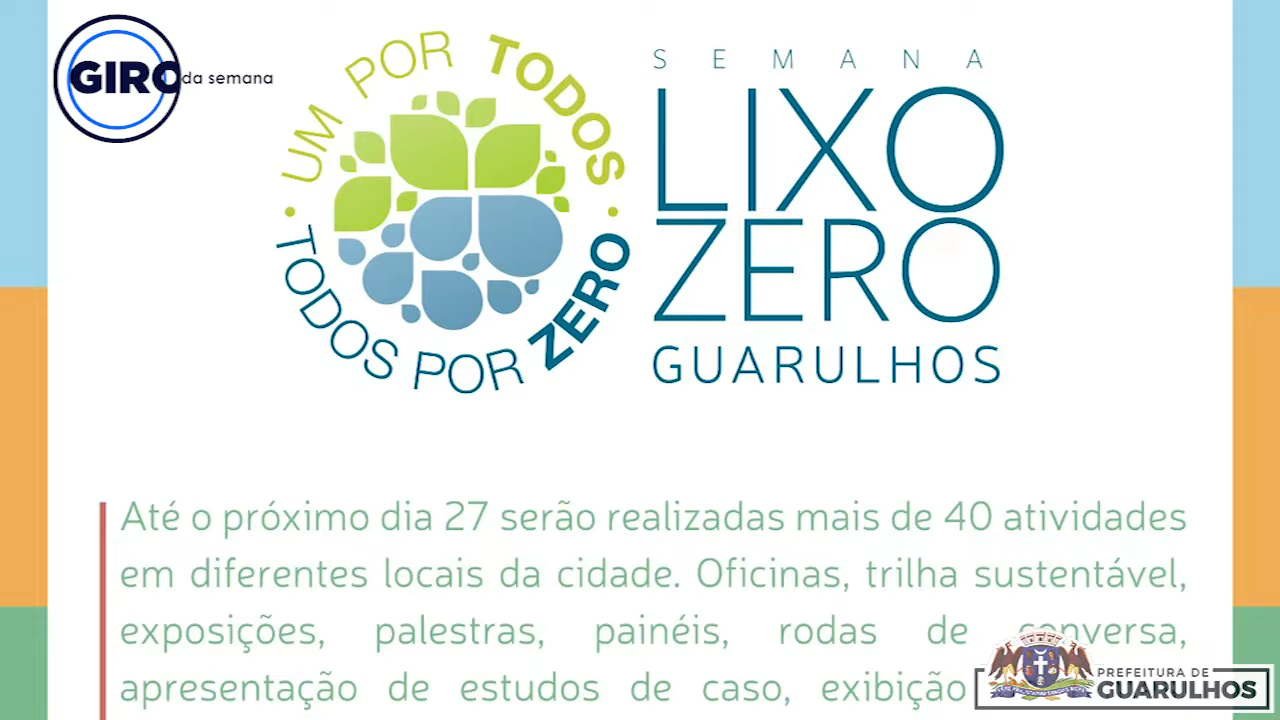 GIRO da semana
UM POR TODOS
TODOS POR ZERO
SEMANA
LIXO
ZERO
GUARULHOS
Até o próximo dia 27 serão realizadas mais de 40 atividades
em diferentes locais da cidade. Oficinas, trilha sustentável,
exposições, palestras, painéis, rodas de conversa,
apresentação de estudos de caso, exibição
PREFEITURA DE
GUARULHOS